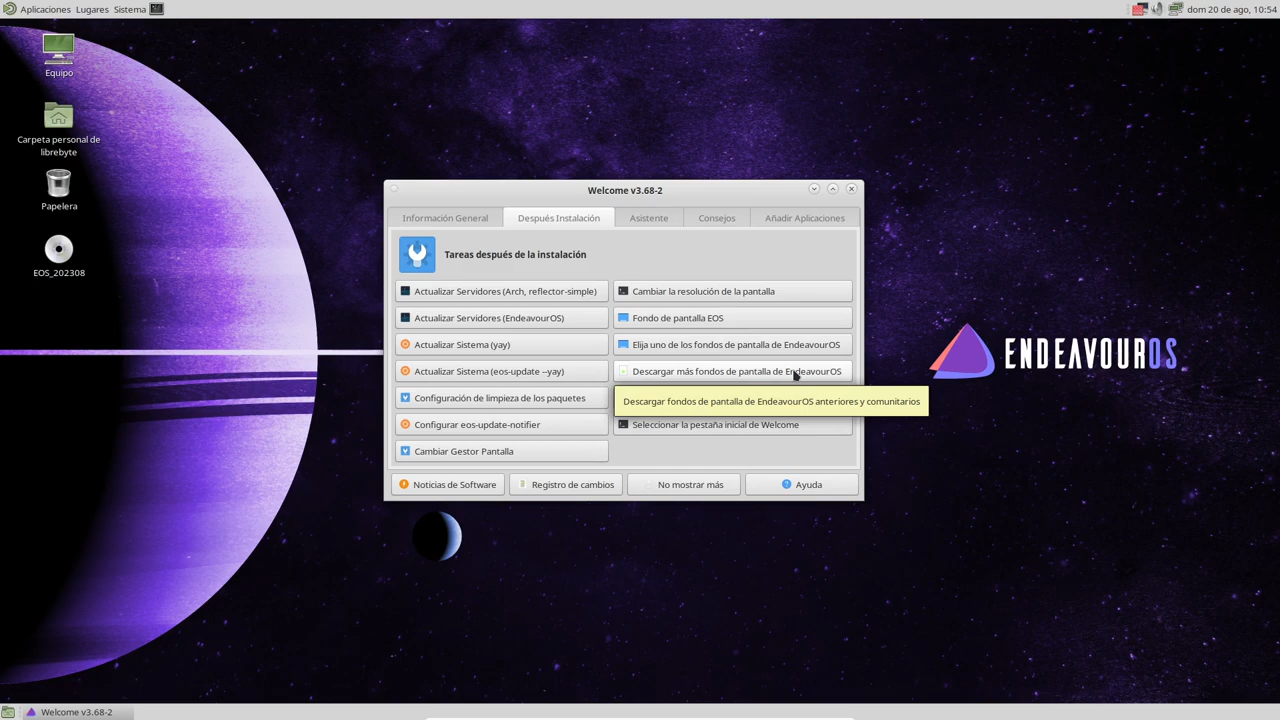 Aplicaciones Lugares Sistema
dom 20 de ago, 10:54
Equipo
Carpeta personal de
librebyte
Papelera
EOS_202308
Welcome v3.68-2
Información General
Después Instalación
Asistente
Consejos
Añadir Aplicaciones
Tareas después de la instalación
Actualizar Servidores (Arch, reflector-simple)
Cambiar la resolución de la pantalla
Actualizar Servidores (EndeavourOS)
Fondo de pantalla EOS
Actualizar Sistema (yay)
Elija uno de los fondos de pantalla de EndeavourOS
Actualizar Sistema (eos-update --yay)
Descargar más fondos de pantalla de EndeavourOS
Configuración de limpieza de los paquetes
Descargar fondos de pantalla de EndeavourOS anteriores y comunitarios
Configurar eos-update-notifier
Seleccionar la pestaña inicial de Welcome
Cambiar Gestor Pantalla
Noticias de Software
Registro de cambios
No mostrar más
Ayuda
ENDEAVOUROS
Welcome v3.68-2